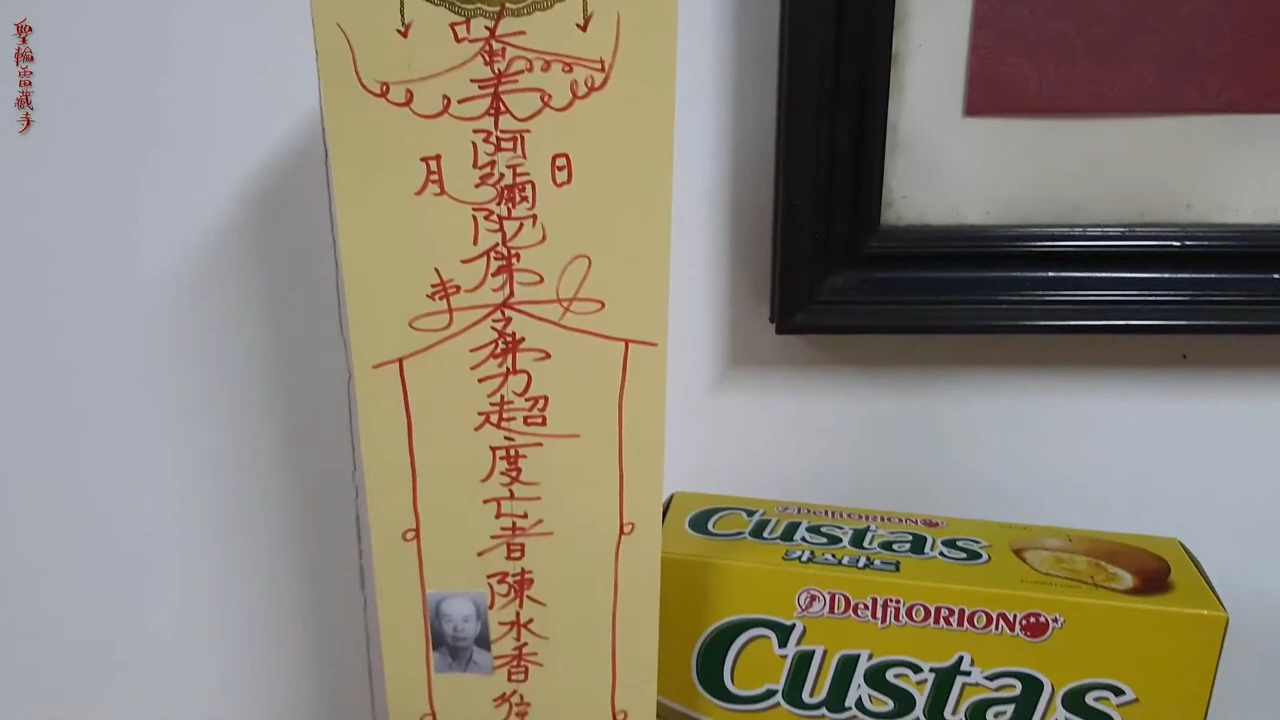 聖輪雷藏寺
奉
阿彌陀佛
月
日
佛力超度亡者陳水香
DelfiORION
Custas
카스타드
DelfiORION
Custas